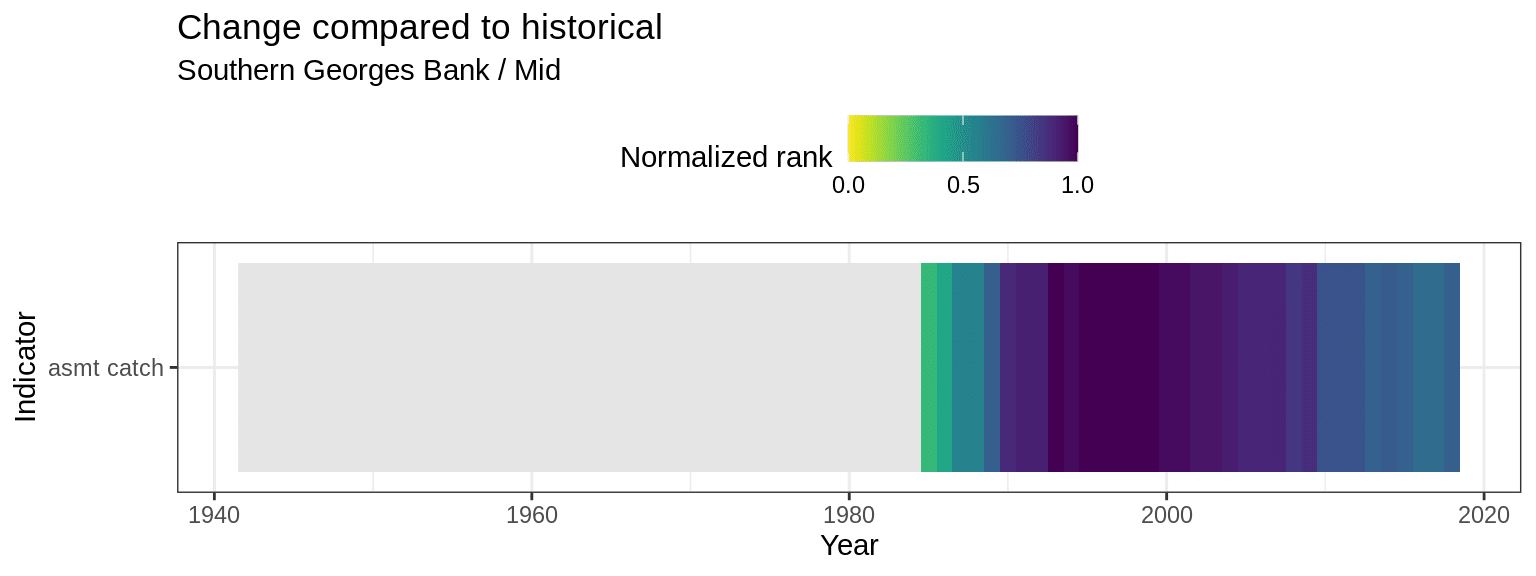 Change compared to historical
Southern Georges Bank / Mid
Normalized rank
0.0 0.5 1.0
Indicator
asmt catch
1940 1960 1980 2000 2020
Year